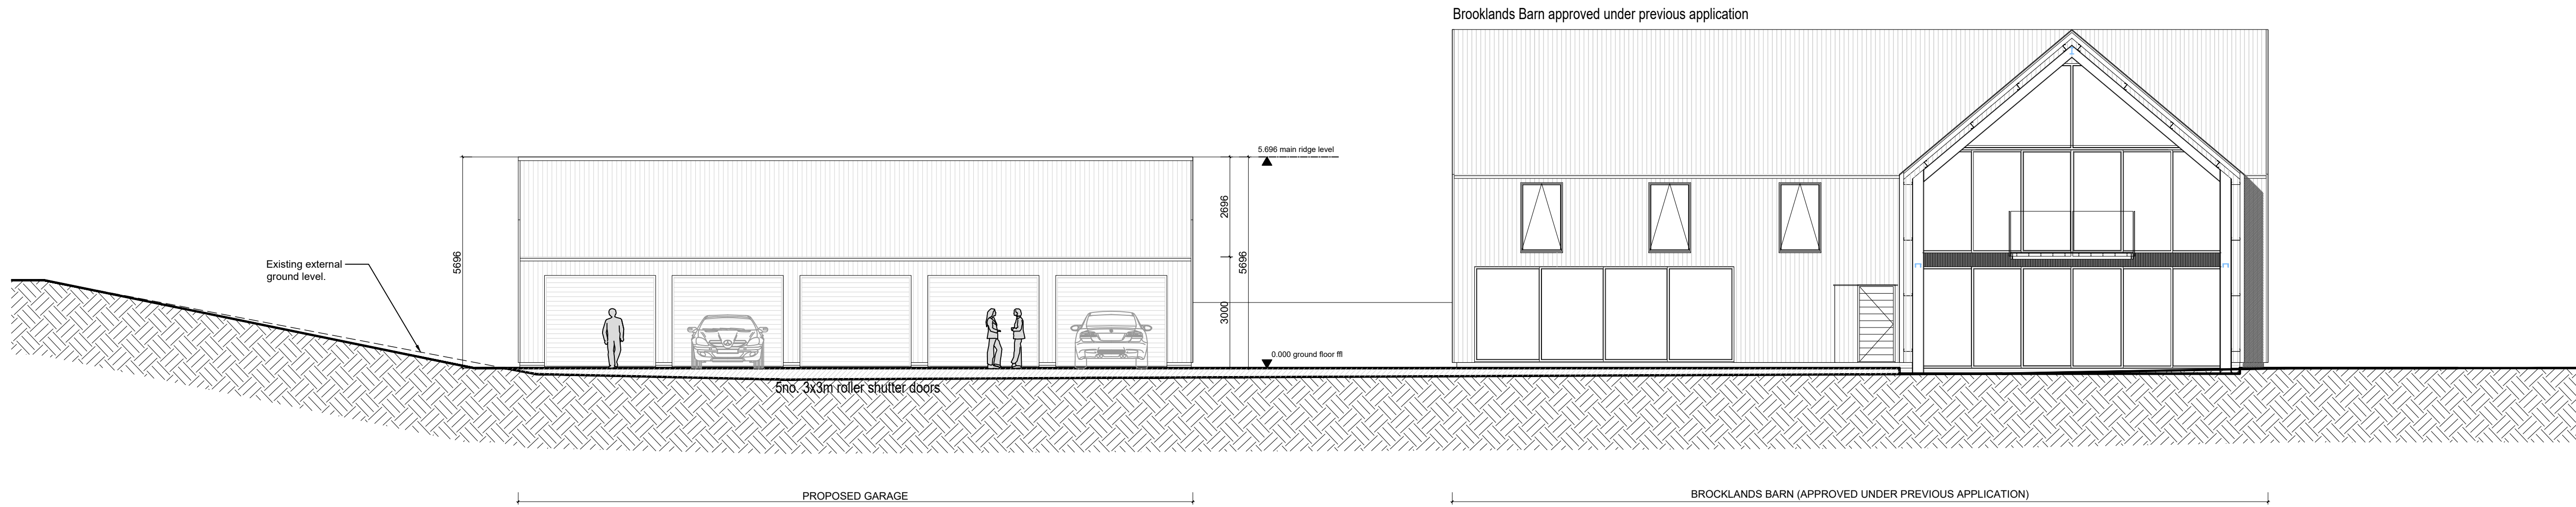 Brooklands Barn approved under previous application
5.696 main ridge level
2696
5696
5696
Existing external
ground level.
3000
0.000 ground floor ffl
5no. 3x3m roller shutter doors
PROPOSED GARAGE
BROCKLANDS BARN (APPROVED UNDER PREVIOUS APPLICATION)